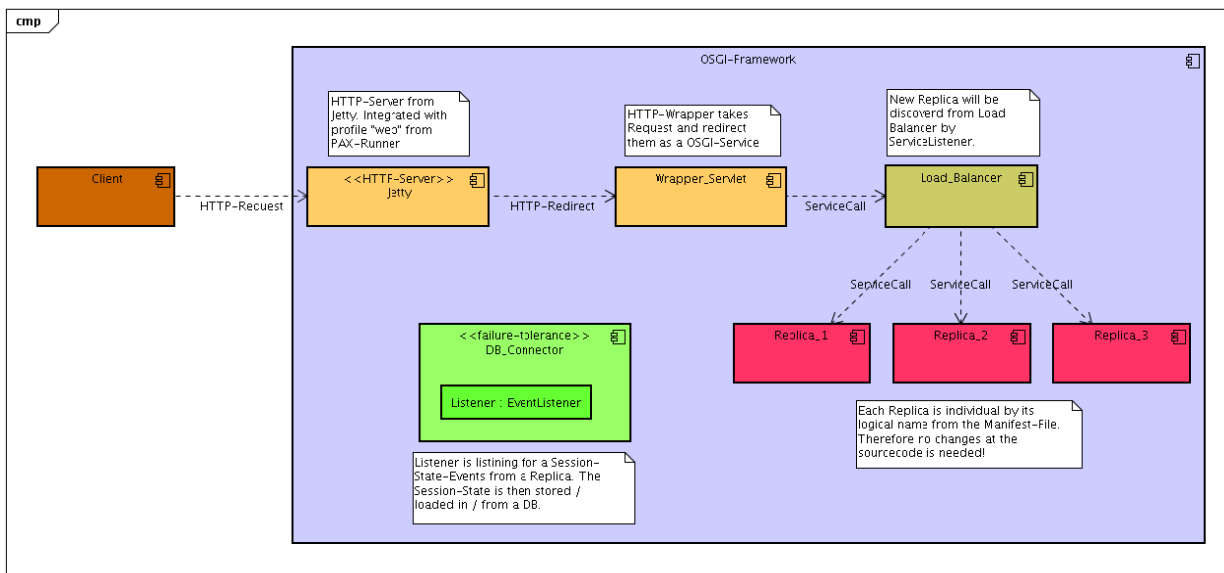 cmp
OSGI-Framework
HTTP-Server from
Jetty. Integrated with
profile "web" from
PAX-Runner
HTTP-Wrapper takes
Request and redirect
them as a OSGI-Service
New Replica will be
discoverd from Load
Balancer by
ServiceListener.
Client
HTTP-Request
<<HTTP-Server>>
Jetty
HTTP-Redirect
Wrapper_Servlet
ServiceCall
Load_Balancer
ServiceCall
ServiceCall
ServiceCall
<<failure-tolerance>>
DB_Connector
Listener : EventListener
Replica_1
Replica_2
Replica_3
Each Replica is individual by its
logical name from the Manifest-File.
Therefore no changes at the
sourcecode is needed!
Listener is listining for a Session-
State-Events from a Replica. The
Session-State is then stored /
loaded in / from a DB.